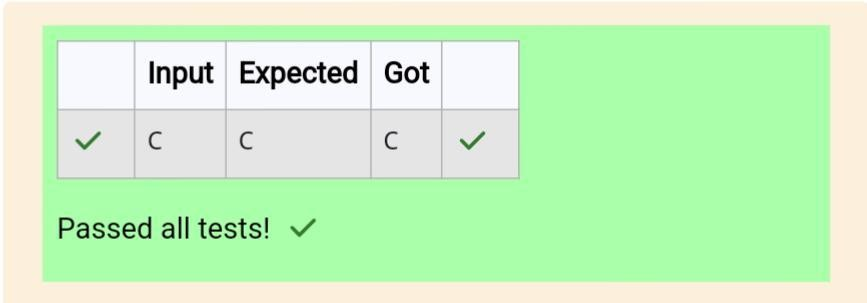 Input Expected Got
C C C
Passed all tests!